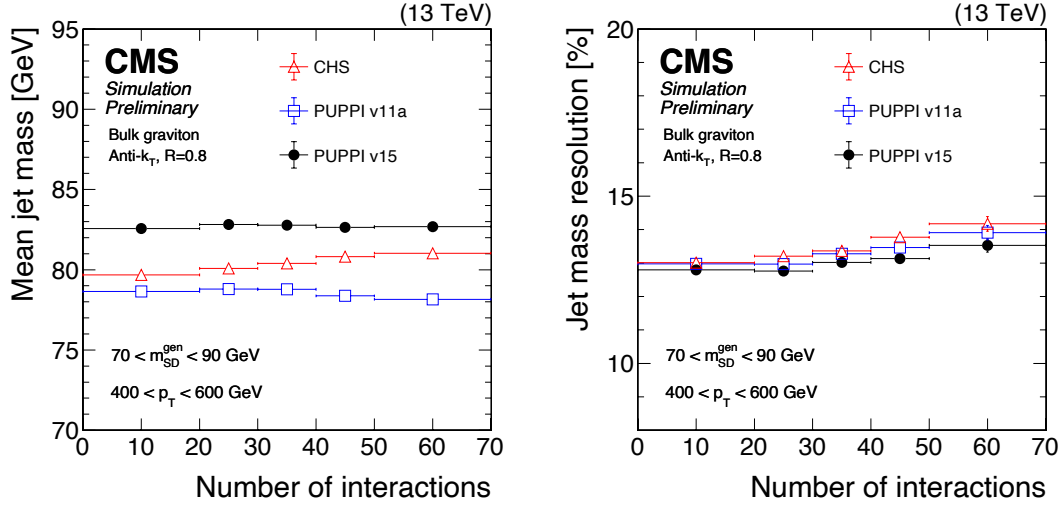 (13 TeV)
CMS
Simulation
Preliminary
Bulk graviton
Anti-k_T, R=0.8
CHS
PUPPI v11a
PUPPI v15
70 < m_SD^gen < 90 GeV
400 < p_T < 600 GeV
Mean jet mass [GeV]
95
90
85
80
75
70
0 10 20 30 40 50 60 70
Number of interactions
(13 TeV)
CMS
Simulation
Preliminary
Bulk graviton
Anti-k_T, R=0.8
CHS
PUPPI v11a
PUPPI v15
70 < m_SD^gen < 90 GeV
400 < p_T < 600 GeV
Jet mass resolution [%]
20
15
10
0 10 20 30 40 50 60 70
Number of interactions